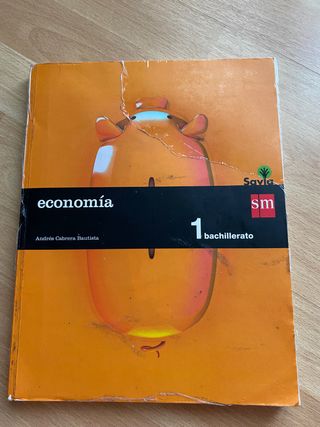 Savia
economía
sm
1 bachillerato
Andrés Cabrera Bautista